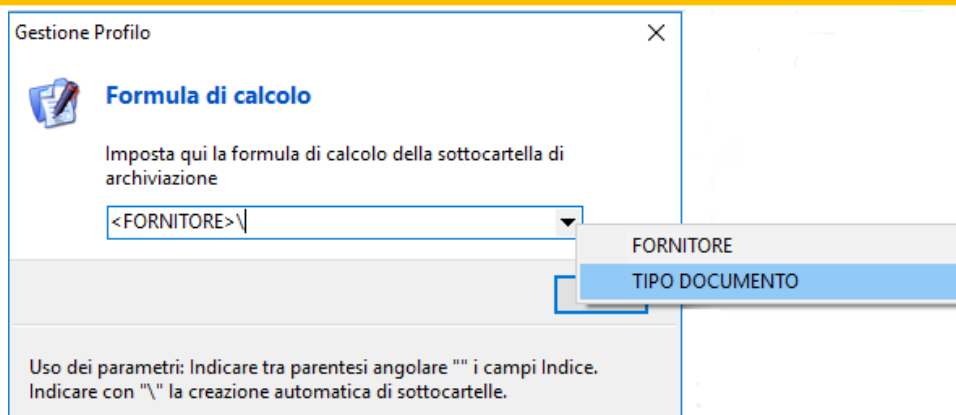 Gestione Profilo
Formula di calcolo
Imposta qui la formula di calcolo della sottocartella di
archiviazione
<FORNITORE>\
FORNITORE
TIPO DOCUMENTO
Uso dei parametri: Indicare tra parentesi angolare "" i campi Indice.
Indicare con "\" la creazione automatica di sottocartelle.